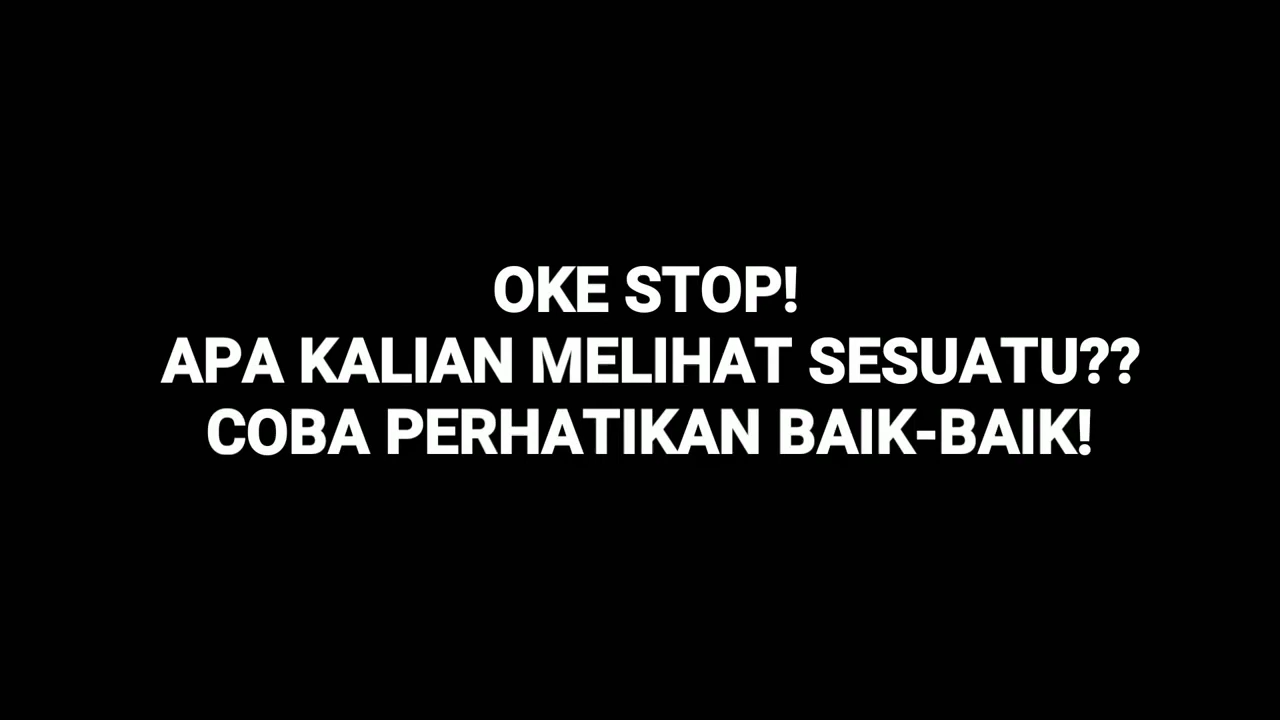 OKE STOP!
APA KALIAN MELIHAT SESUATU??
COBA PERHATIKAN BAIK-BAIK!